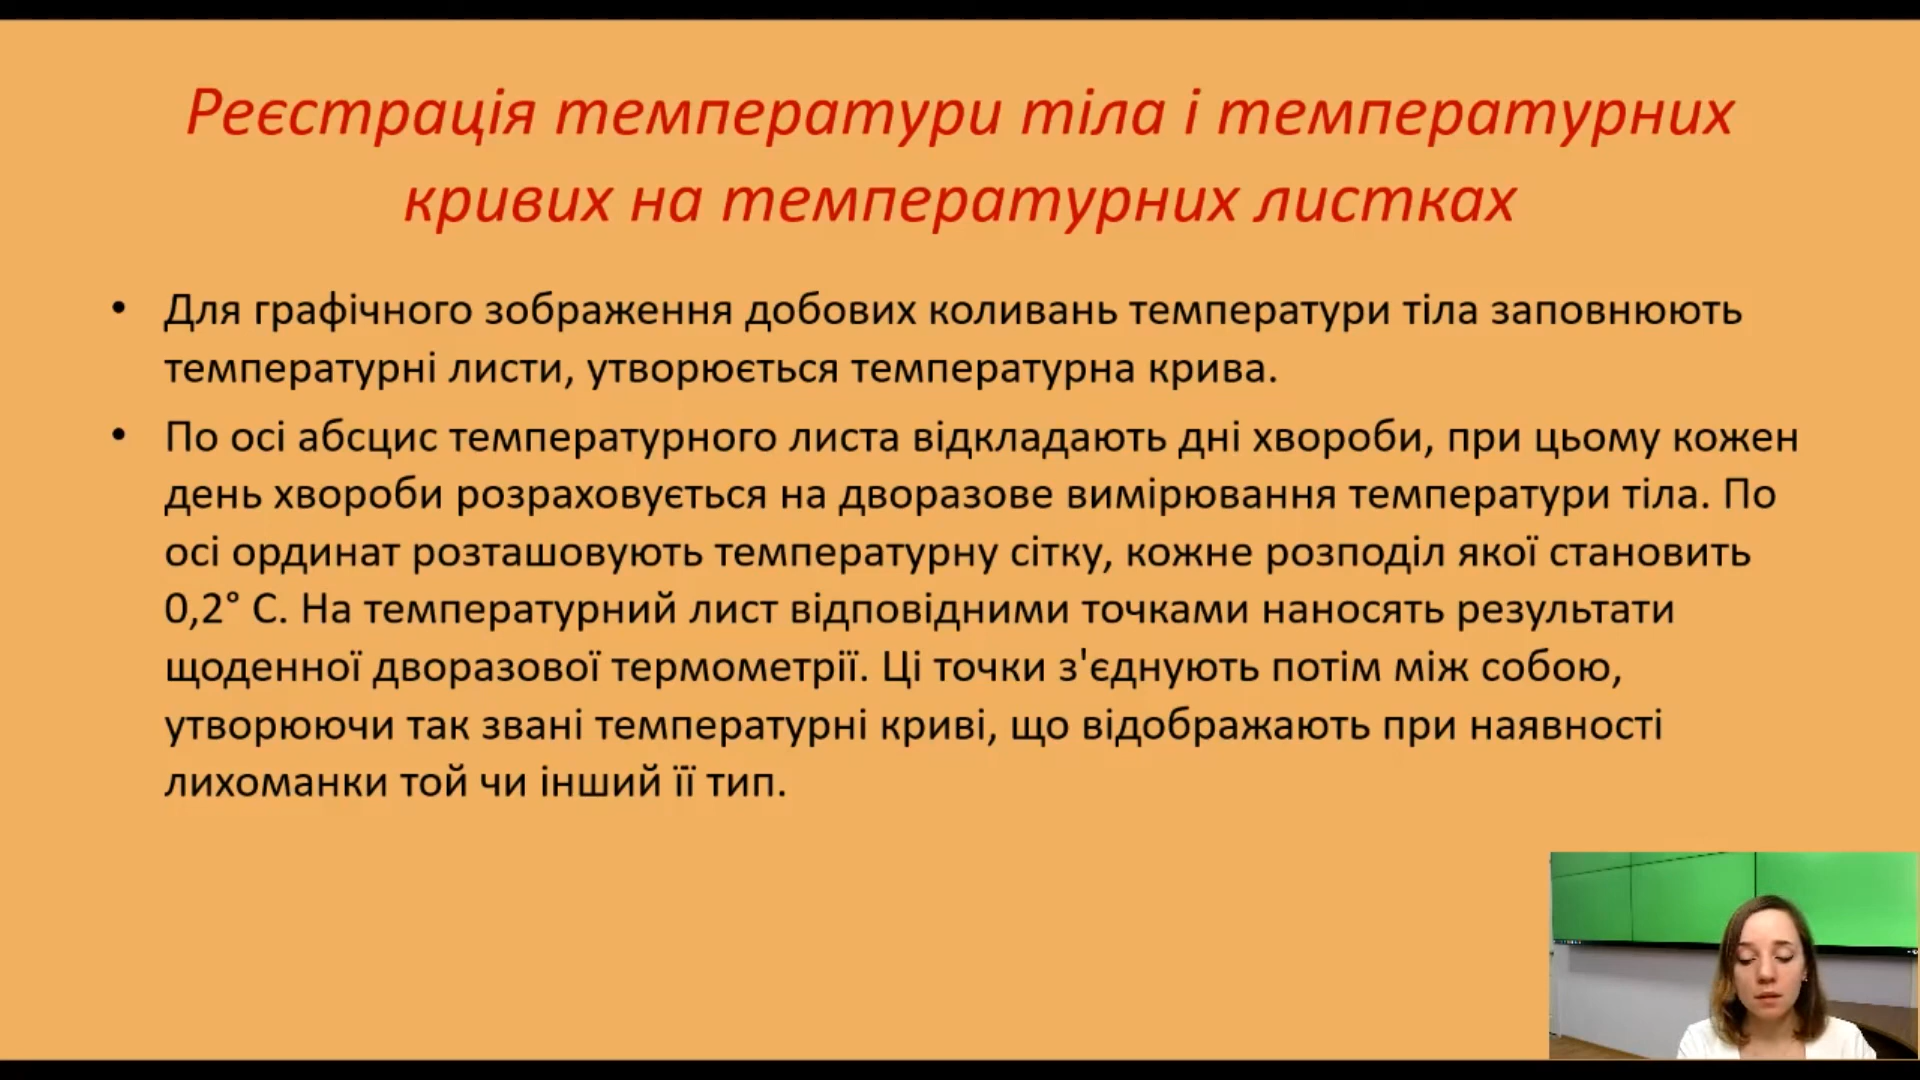 Реєстрація температури тіла і температурних
кривих на температурних листках
• Для графічного зображення добових коливань температури тіла заповнюють
температурні листи, утворюється температурна крива.
• По осі абсцис температурного листа відкладають дні хвороби, при цьому кожен
день хвороби розраховується на дворазове вимірювання температури тіла. По
осі ординат розташовують температурну сітку, кожне розподіл якої становить
0,2° С. На температурний лист відповідними точками наносять результати
щоденної дворазової термометрії. Ці точки з'єднують потім між собою,
утворюючи так звані температурні криві, що відображають при наявності
лихоманки той чи інший її тип.